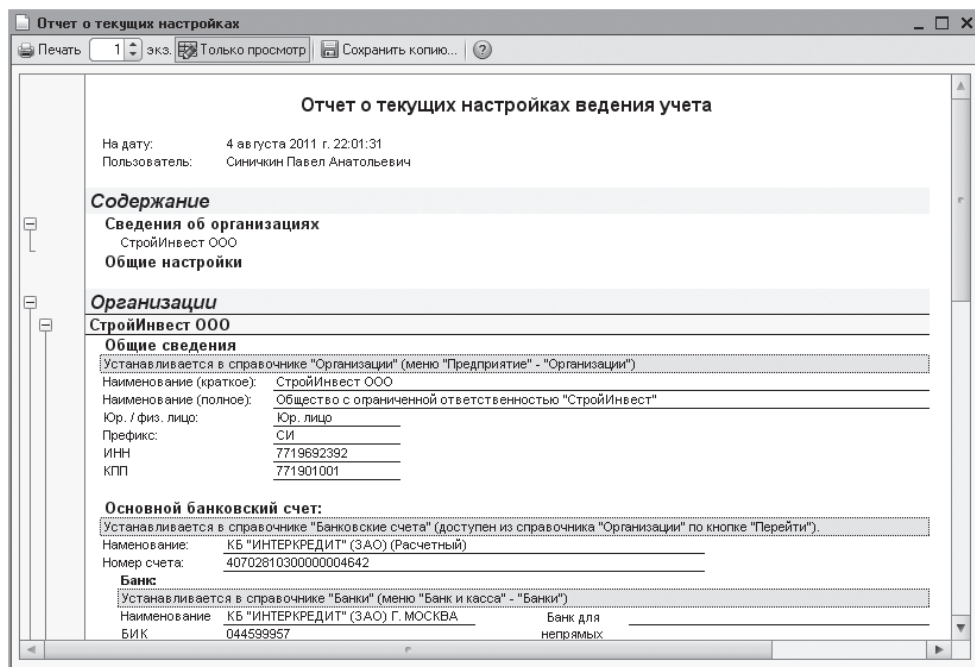 Отчет о текущих настройках
Печать 1 экз. Только просмотр Сохранить копию...
Отчет о текущих настройках ведения учета
На дату: 4 августа 2011 г. 22:01:31
Пользователь: Синичкин Павел Анатольевич
Содержание
Сведения об организациях
СтройИнвест ООО
Общие настройки
Организации
СтройИнвест ООО
Общие сведения
Устанавливается в справочнике "Организации" (меню "Предприятие" - "Организации")
Наименование (краткое): СтройИнвест ООО
Наименование (полное): Общество с ограниченной ответственностью "СтройИнвест"
Юр. / физ. лицо: Юр. лицо
Префикс: СИ
ИНН 7719692392
КПП 771901001
Основной банковский счет:
Устанавливается в справочнике "Банковские счета" (доступен из справочника "Организации" по кнопке "Перейти").
Наменование: КБ "ИНТЕРКРЕДИТ" (ЗАО) (Расчетный)
Номер счета: 40702810300000004642
Банк:
Устанавливается в справочнике "Банки" (меню "Банк и касса" - "Банки")
Наименование КБ "ИНТЕРКРЕДИТ" (ЗАО) Г. МОСКВА Банк для
БИК 044599957 непрямых